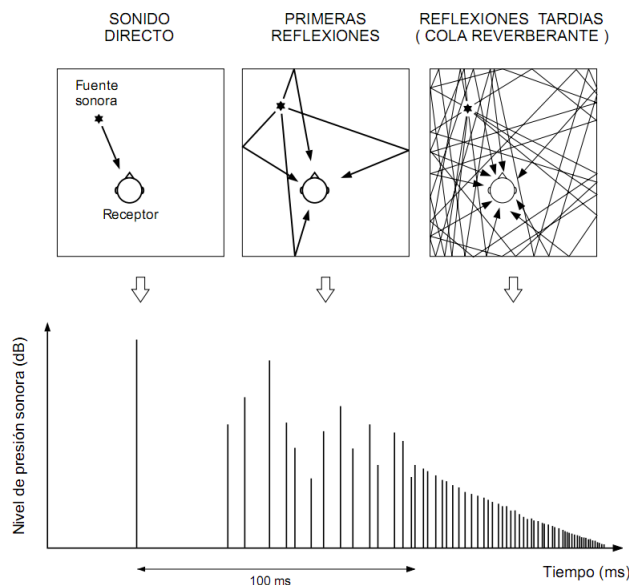 SONIDO
DIRECTO
PRIMERAS
REFLEXIONES
REFLEXIONES TARDIAS
( COLA REVERBERANTE )
Fuente
sonora
Receptor
Nivel de presión sonora (dB)
Tiempo (ms)
100 ms